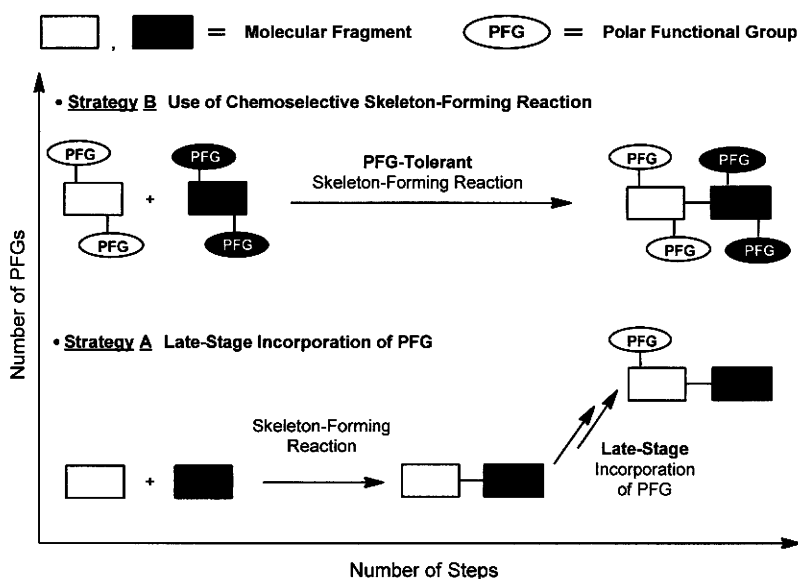 , = Molecular Fragment PFG = Polar Functional Group
• Strategy B Use of Chemoselective Skeleton-Forming Reaction
PFG PFG PFG PFG
PFG-Tolerant
+ Skeleton-Forming Reaction
PFG PFG PFG PFG
Number of PFGs
• Strategy A Late-Stage Incorporation of PFG
PFG
Skeleton-Forming
Reaction
Late-Stage
Incorporation
of PFG
+
Number of Steps